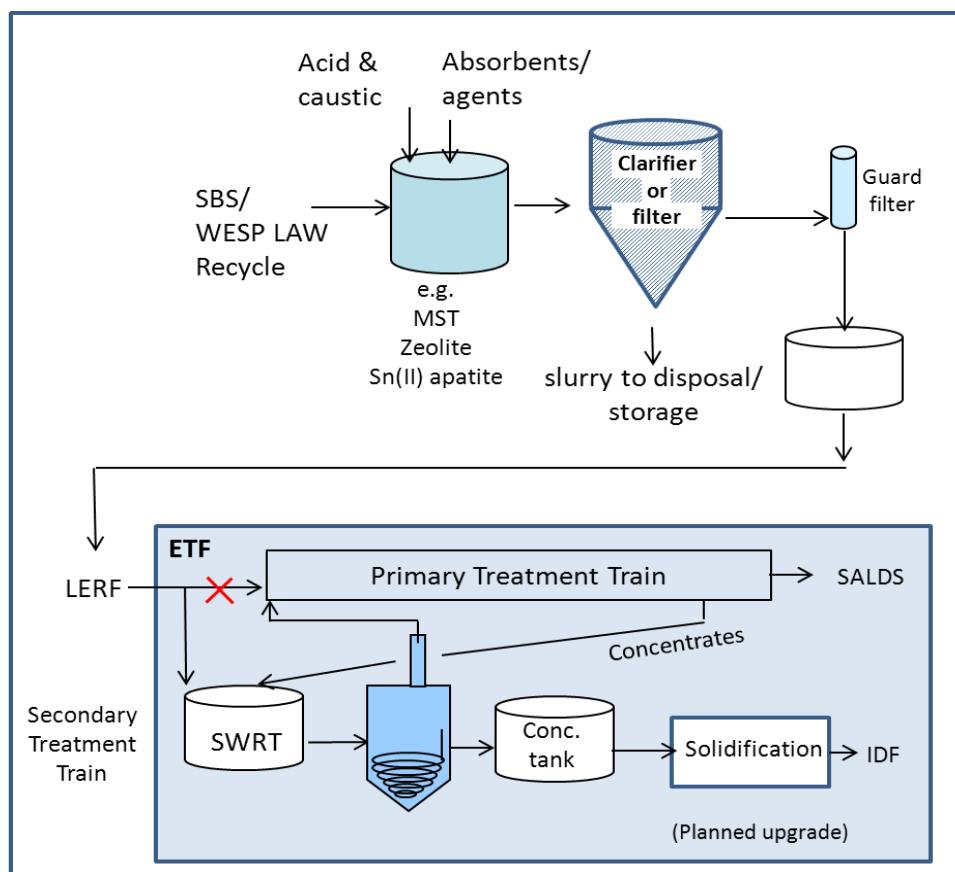 Acid &
caustic
Absorbents/
agents
SBS/
WESP LAW
Recycle
e.g.
MST
Zeolite
Sn(II) apatite
Clarifier
or
filter
Guard
filter
slurry to disposal/
storage
ETF
LERF
Primary Treatment Train
SALDS
Concentrates
Secondary
Treatment
Train
SWRT
Conc.
tank
Solidification
IDF
(Planned upgrade)